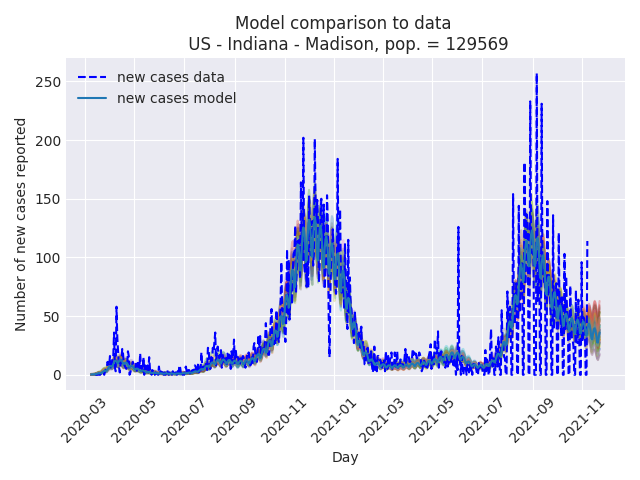 Model comparison to data
US - Indiana - Madison, pop. = 129569
new cases data
new cases model
Number of new cases reported
250
200
150
100
50
0
2020-03
2020-05
2020-07
2020-09
2020-11
2021-01
2021-03
2021-05
2021-07
2021-09
2021-11
Day